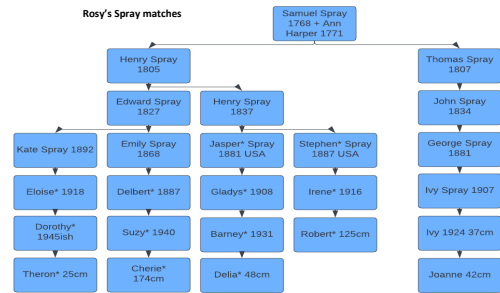 Rosy's Spray matches
Samuel Spray
1768 + Ann
Harper 1771
Henry Spray
1805
Thomas Spray
1807
Edward Spray
1827
Henry Spray
1837
John Spray
1834
Kate Spray 1892
Emily Spray
1868
Jasper* Spray
1881 USA
Stephen* Spray
1887 USA
George Spray
1881
Eloise* 1918
Delbert* 1887
Gladys* 1908
Irene* 1916
Ivy Spray 1907
Dorothy*
1945ish
Suzy* 1940
Barney* 1931
Robert* 125cm
Ivy 1924 37cm
Theron* 25cm
Cherie*
174cm
Delia* 48cm
Joanne 42cm